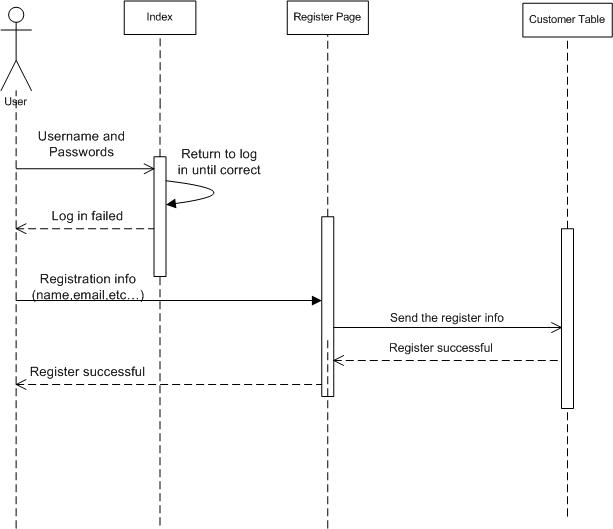 Index
Register Page
Customer Table
User
Username and
Passwords
Return to log
in until correct
Log in failed
Registration info
(name,email,etc...)
Send the register info
Register successful
Register successful